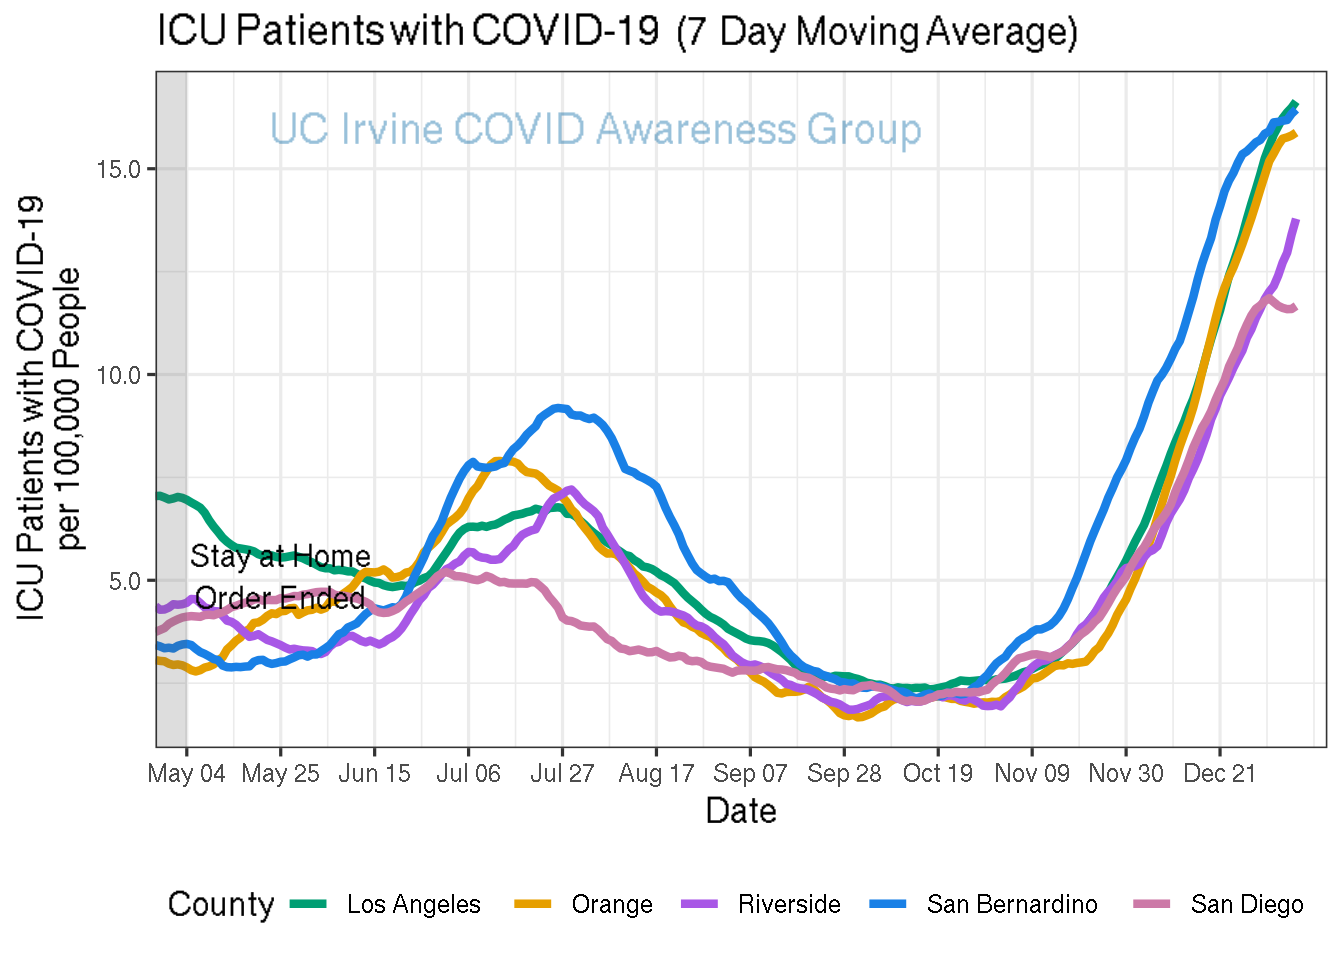 ICU Patients with COVID-19 (7 Day Moving Average)
UC Irvine COVID Awareness Group
ICU Patients with COVID-19
per 100,000 People
15.0
10.0
5.0
Stay at Home
Order Ended
May 04 May 25 Jun 15 Jul 06 Jul 27 Aug 17 Sep 07 Sep 28 Oct 19 Nov 09 Nov 30 Dec 21
Date
County Los Angeles Orange Riverside San Bernardino San Diego